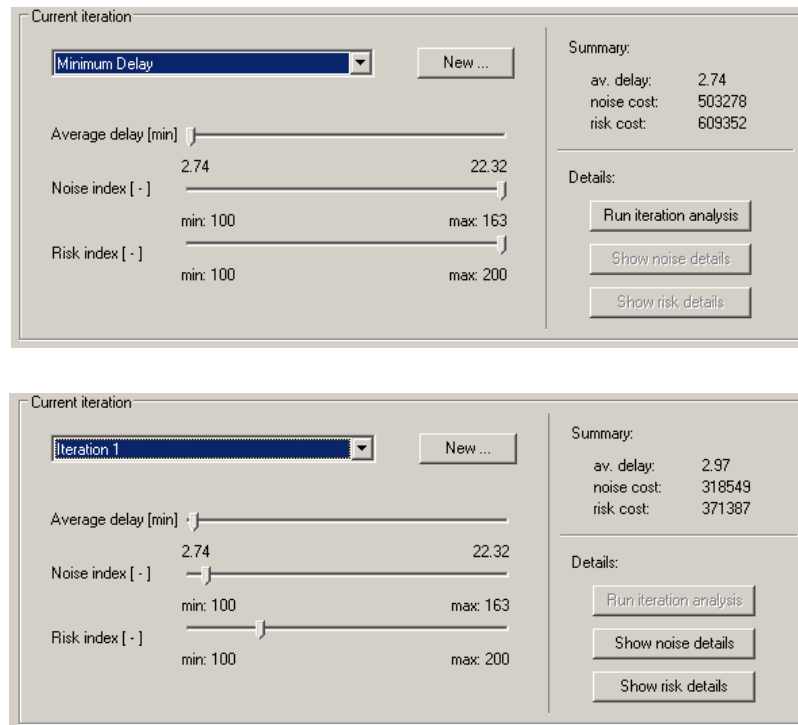 Current iteration
Minimum Delay
New ...
Average delay [min]
2.74 22.32
Noise index [ - ]
min: 100 max: 163
Risk index [ - ]
min: 100 max: 200
Summary:
av. delay: 2.74
noise cost: 503278
risk cost: 609352
Details:
Run iteration analysis
Show noise details
Show risk details
Current iteration
Iteration 1
New ...
Average delay [min]
2.74 22.32
Noise index [ - ]
min: 100 max: 163
Risk index [ - ]
min: 100 max: 200
Summary:
av. delay: 2.97
noise cost: 318549
risk cost: 371387
Details:
Run iteration analysis
Show noise details
Show risk details